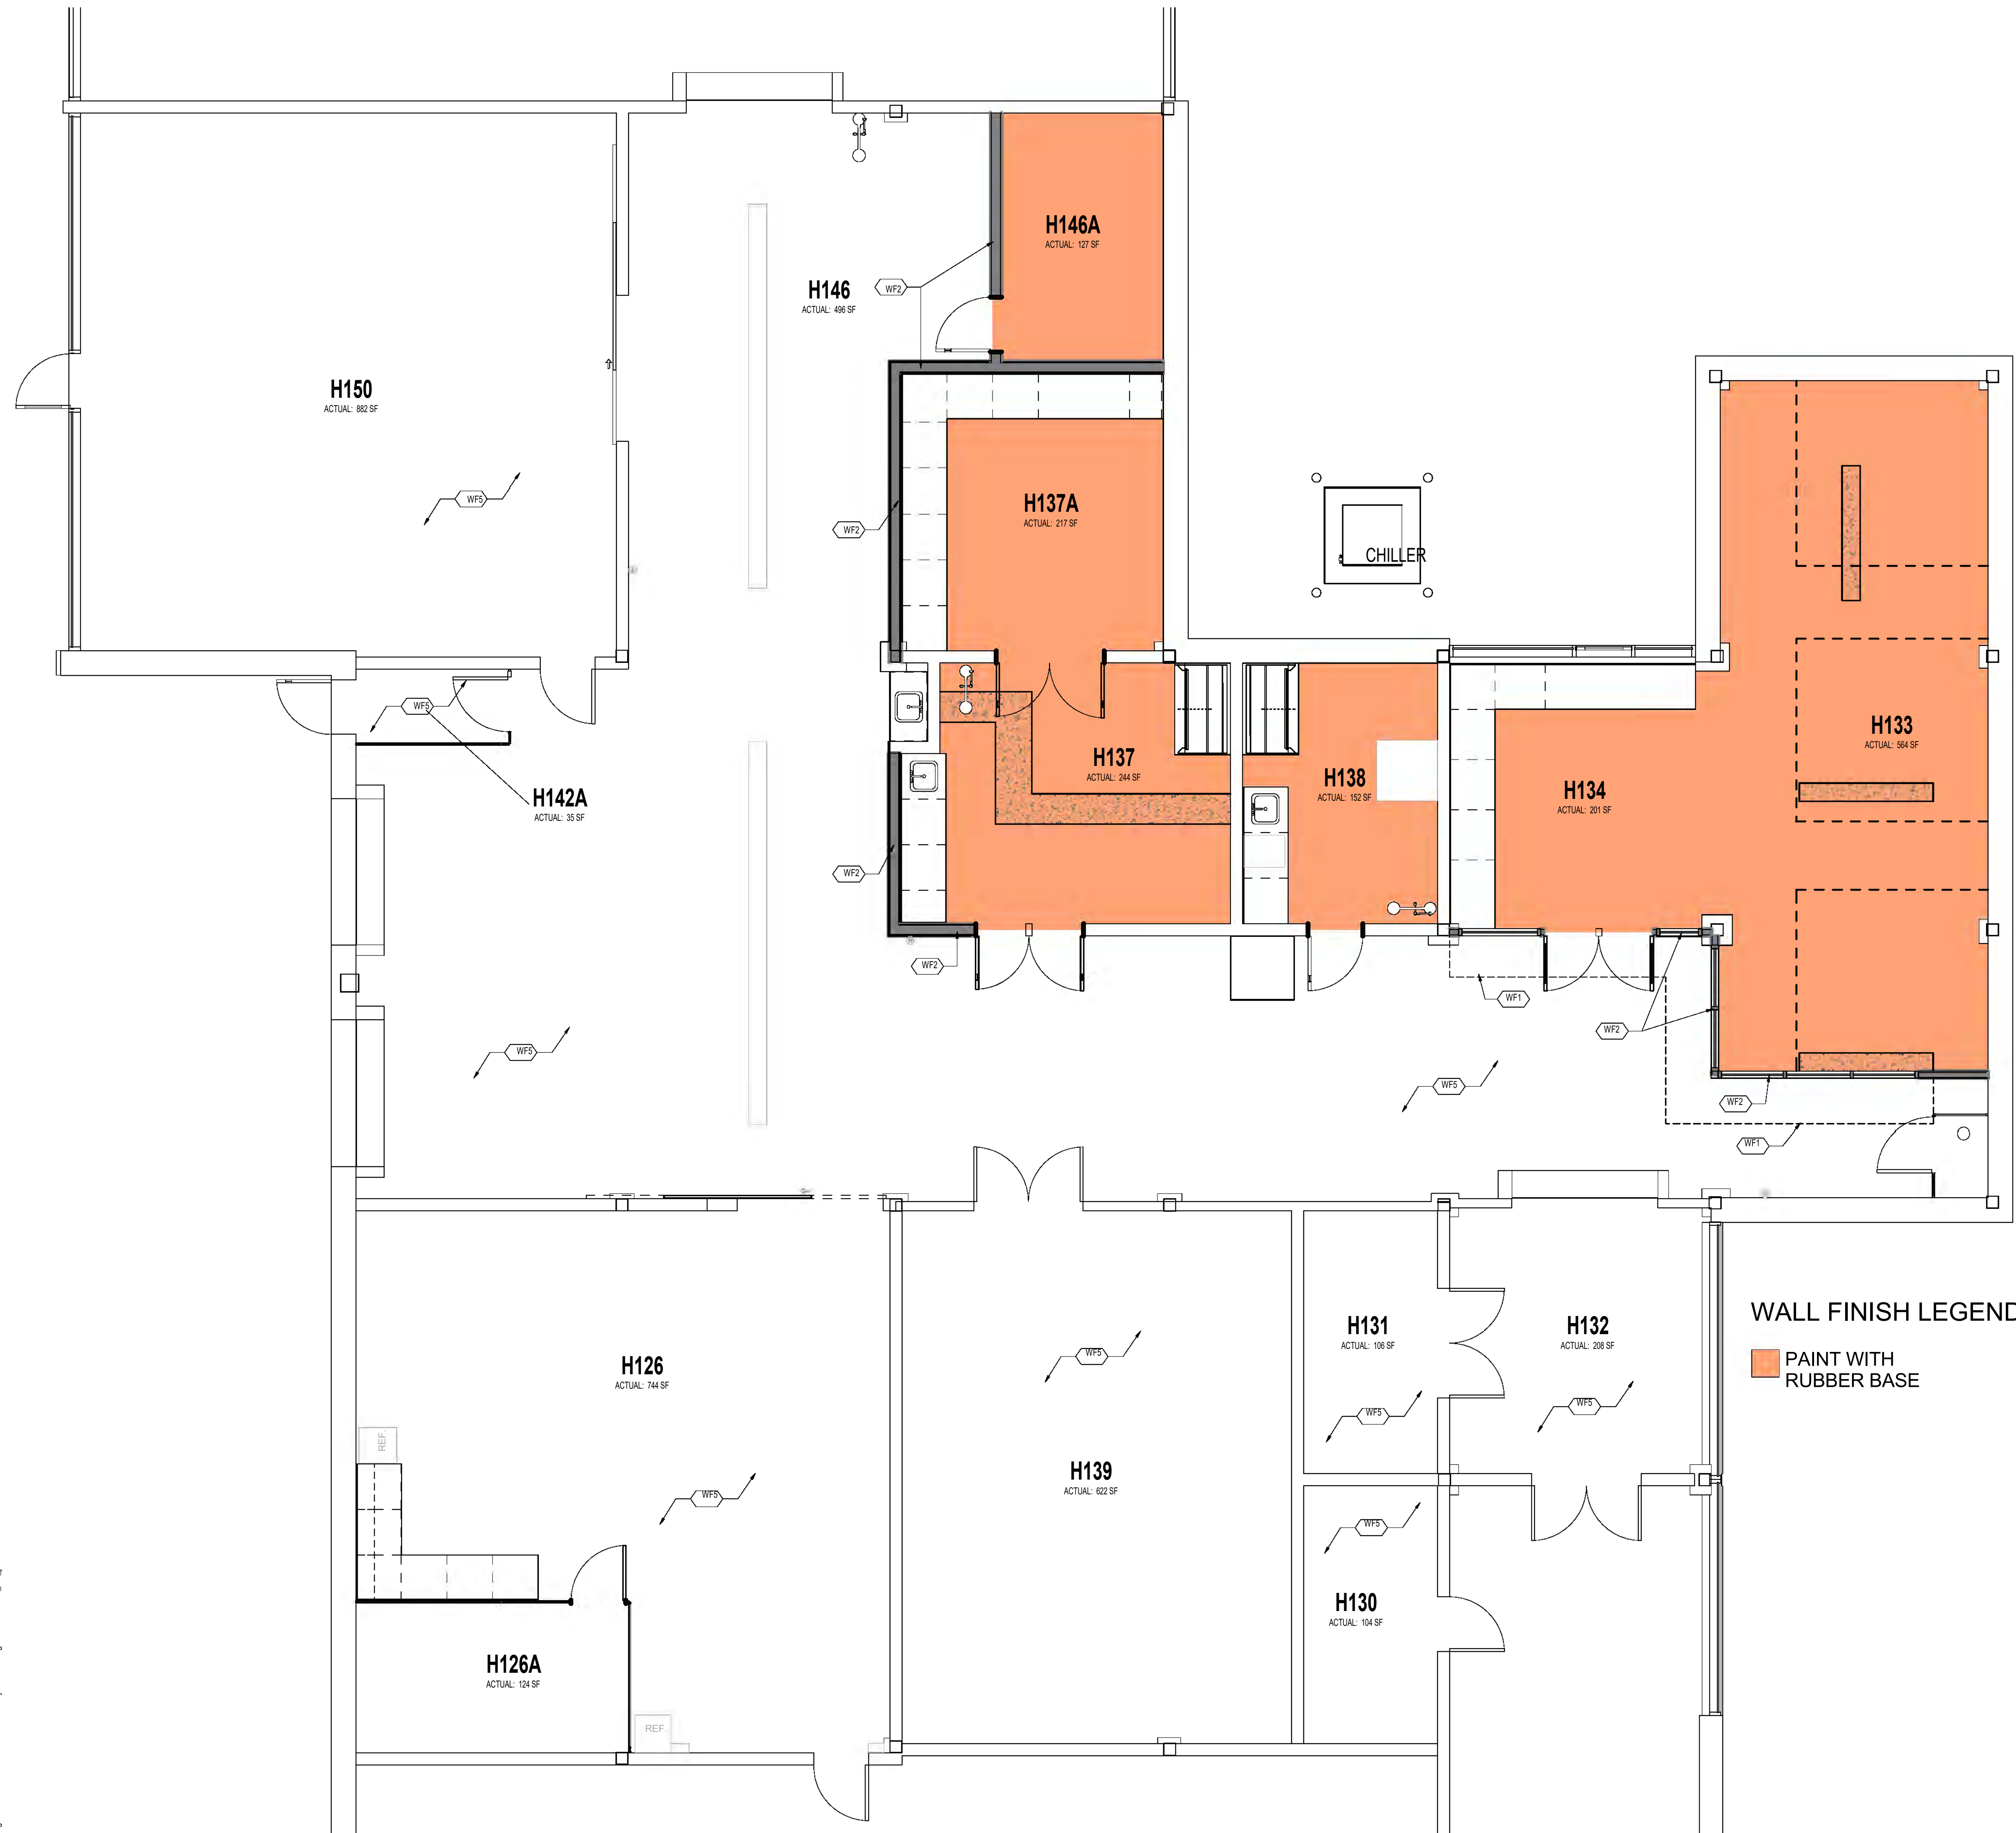 H146A
ACTUAL: 127 SF
H146
ACTUAL: 496 SF
WF2
H150
ACTUAL: 882 SF
WF5
H137A
ACTUAL: 217 SF
WF2
CHILLER
WF5
H142A
ACTUAL: 35 SF
H137
ACTUAL: 244 SF
H138
ACTUAL: 152 SF
H134
ACTUAL: 201 SF
H133
ACTUAL: 564 SF
WF2
WF2
WF1
WF2
WF5
WF5
WF2
WF1
WALL FINISH LEGEND
PAINT WITH
RUBBER BASE
H131
ACTUAL: 106 SF
H132
ACTUAL: 208 SF
WF5
H126
ACTUAL: 744 SF
WF5
WF5
REF.
H139
ACTUAL: 622 SF
WF5
WF5
H130
ACTUAL: 104 SF
H126A
ACTUAL: 124 SF
REF.